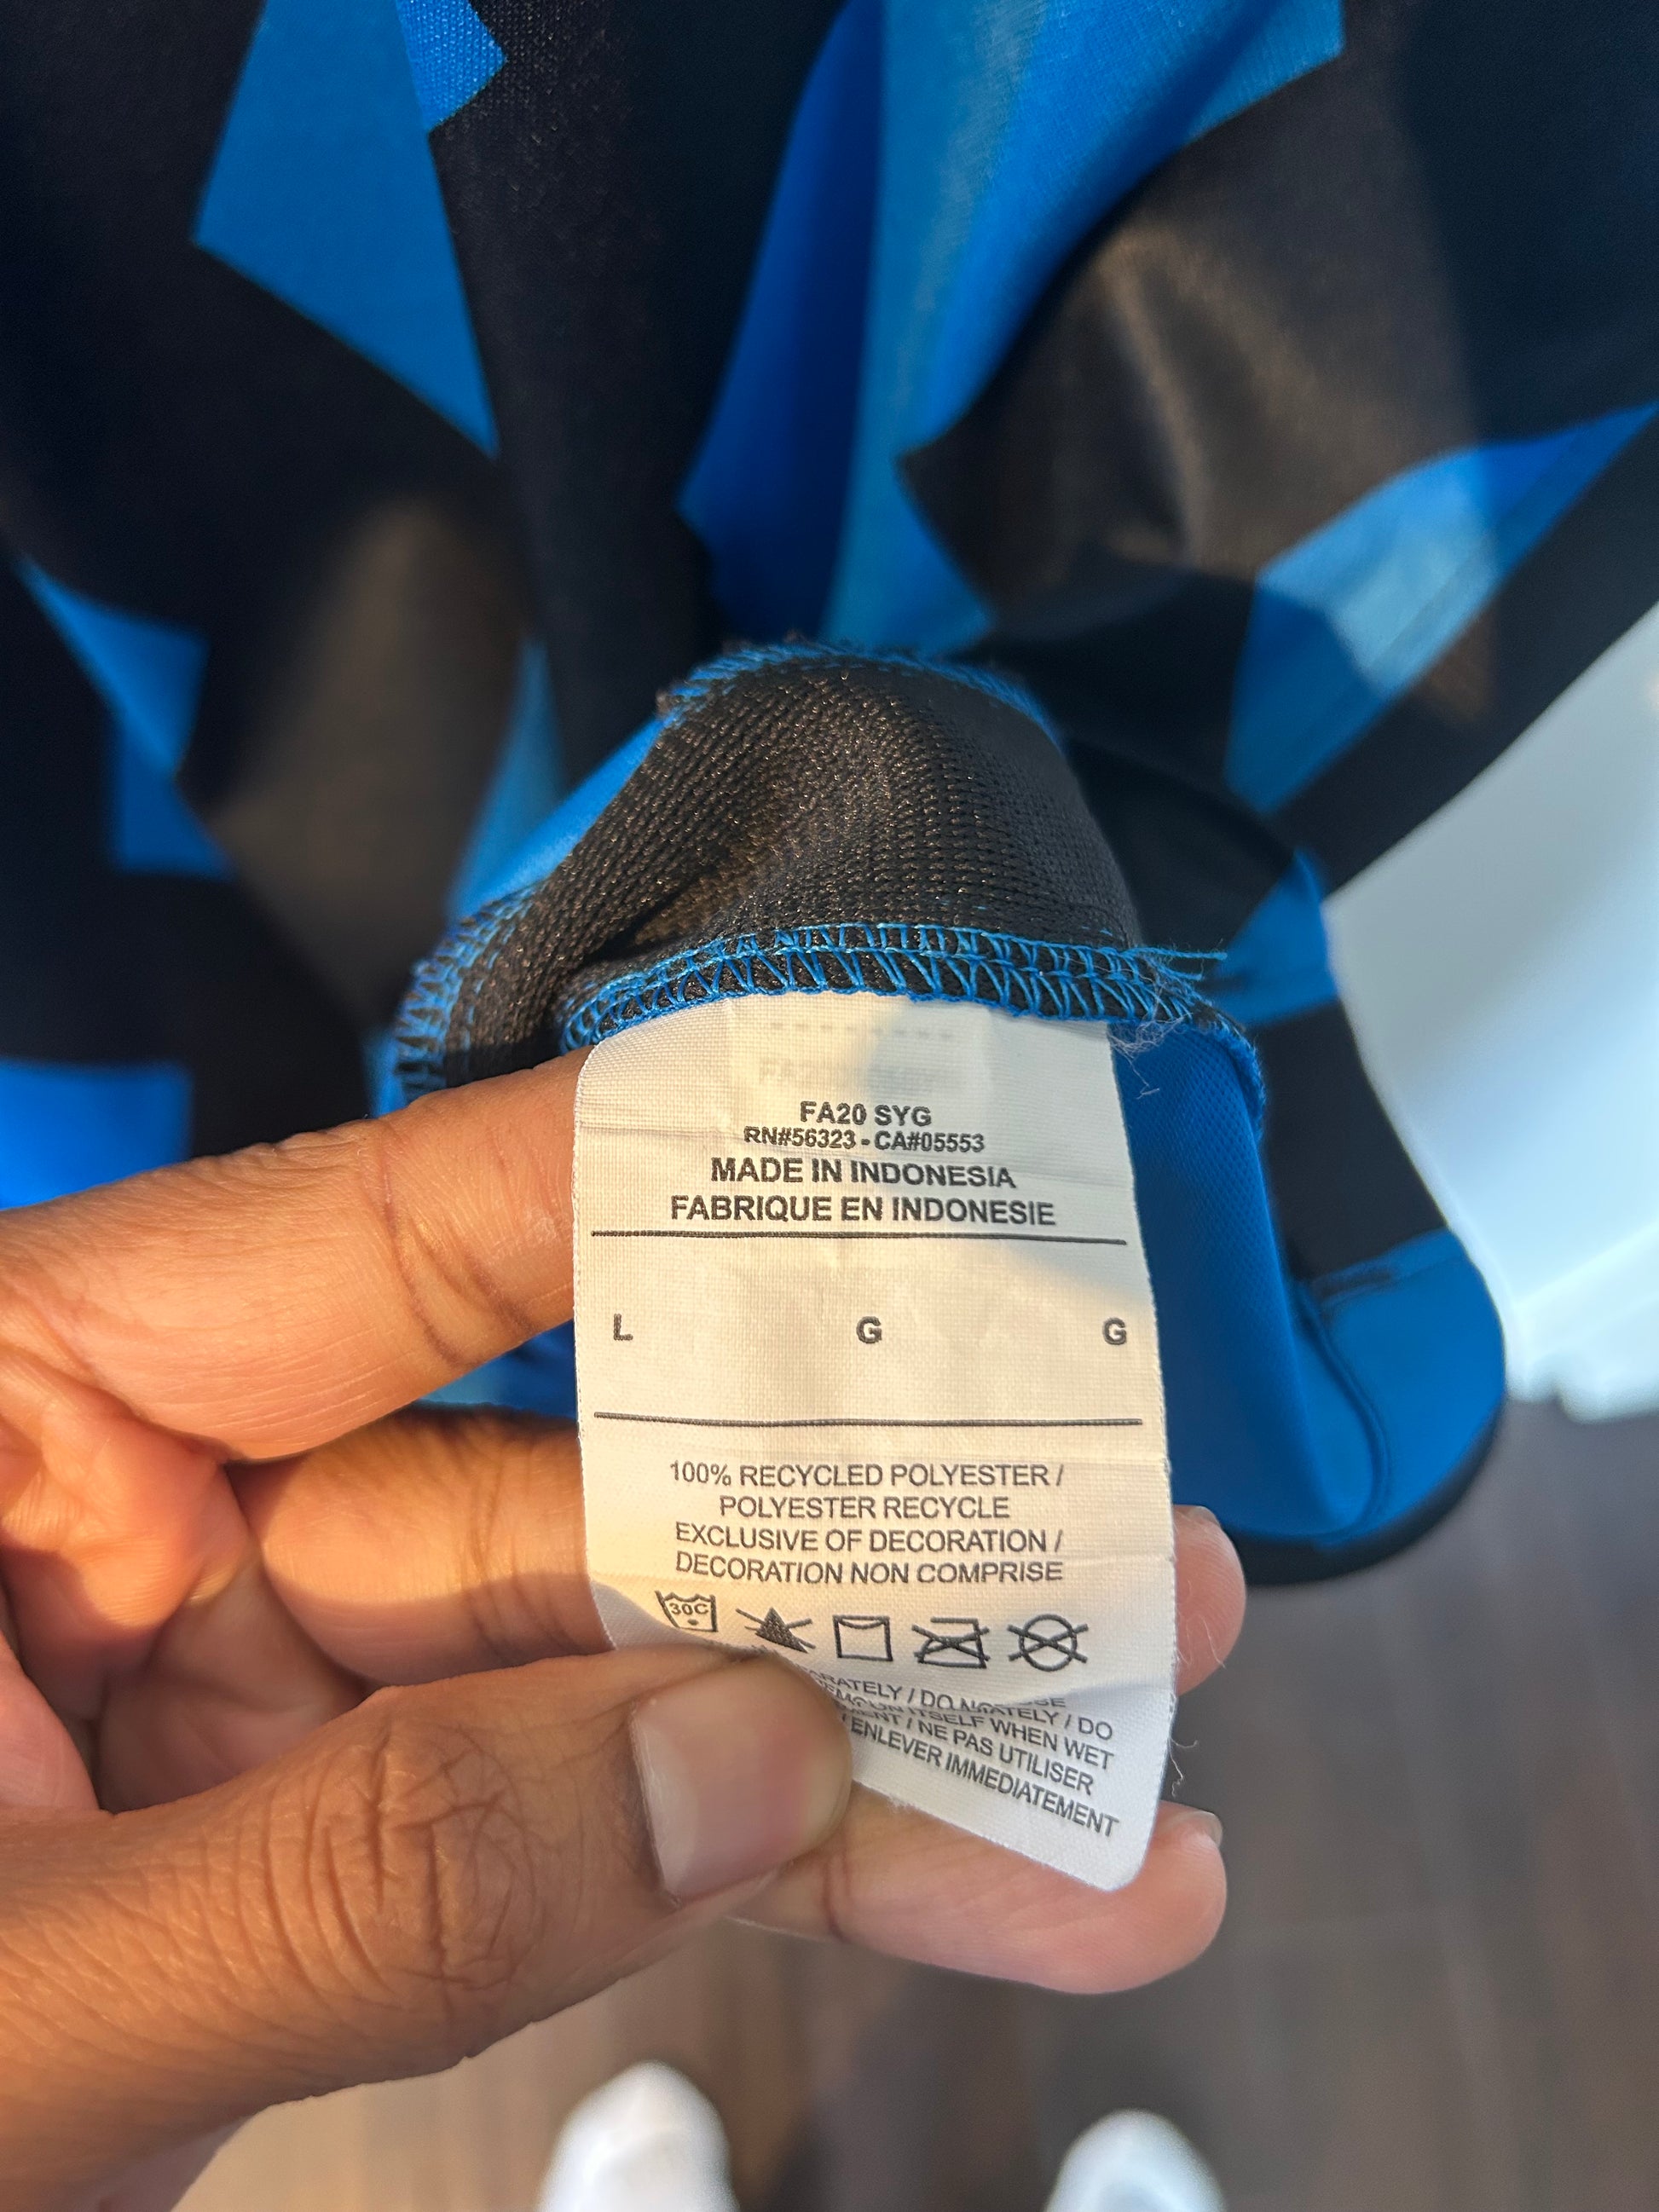 FA20 SYG
RN#56323 - CA#05553
MADE IN INDONESIA
FABRIQUE EN INDONESIE
L G G
100% RECYCLED POLYESTER /
POLYESTER RECYCLE
EXCLUSIVE OF DECORATION /
DECORATION NON COMPRISE
30C
/ DO
ITSELF WHEN WET
/ NE PAS UTILISER
/ ENLEVER IMMEDIATEMENT